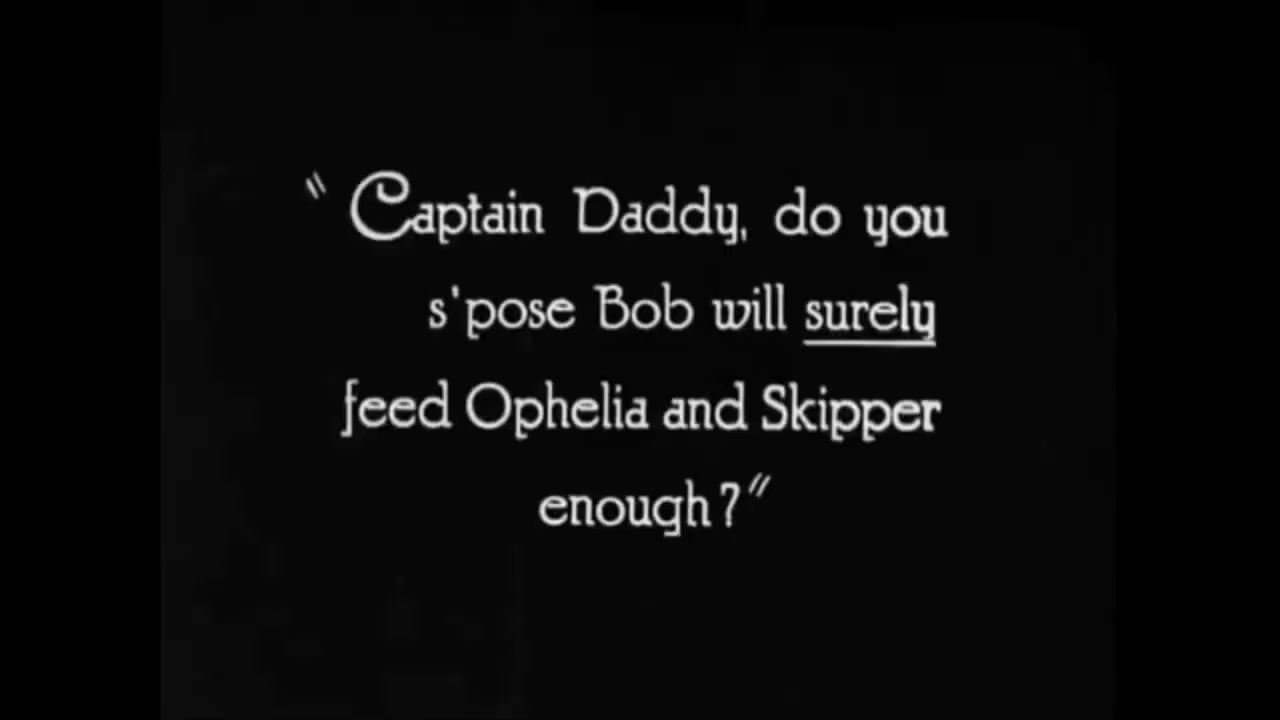 "Captain Daddy, do you
s'pose Bob will surely
feed Ophelia and Skipper
enough?"